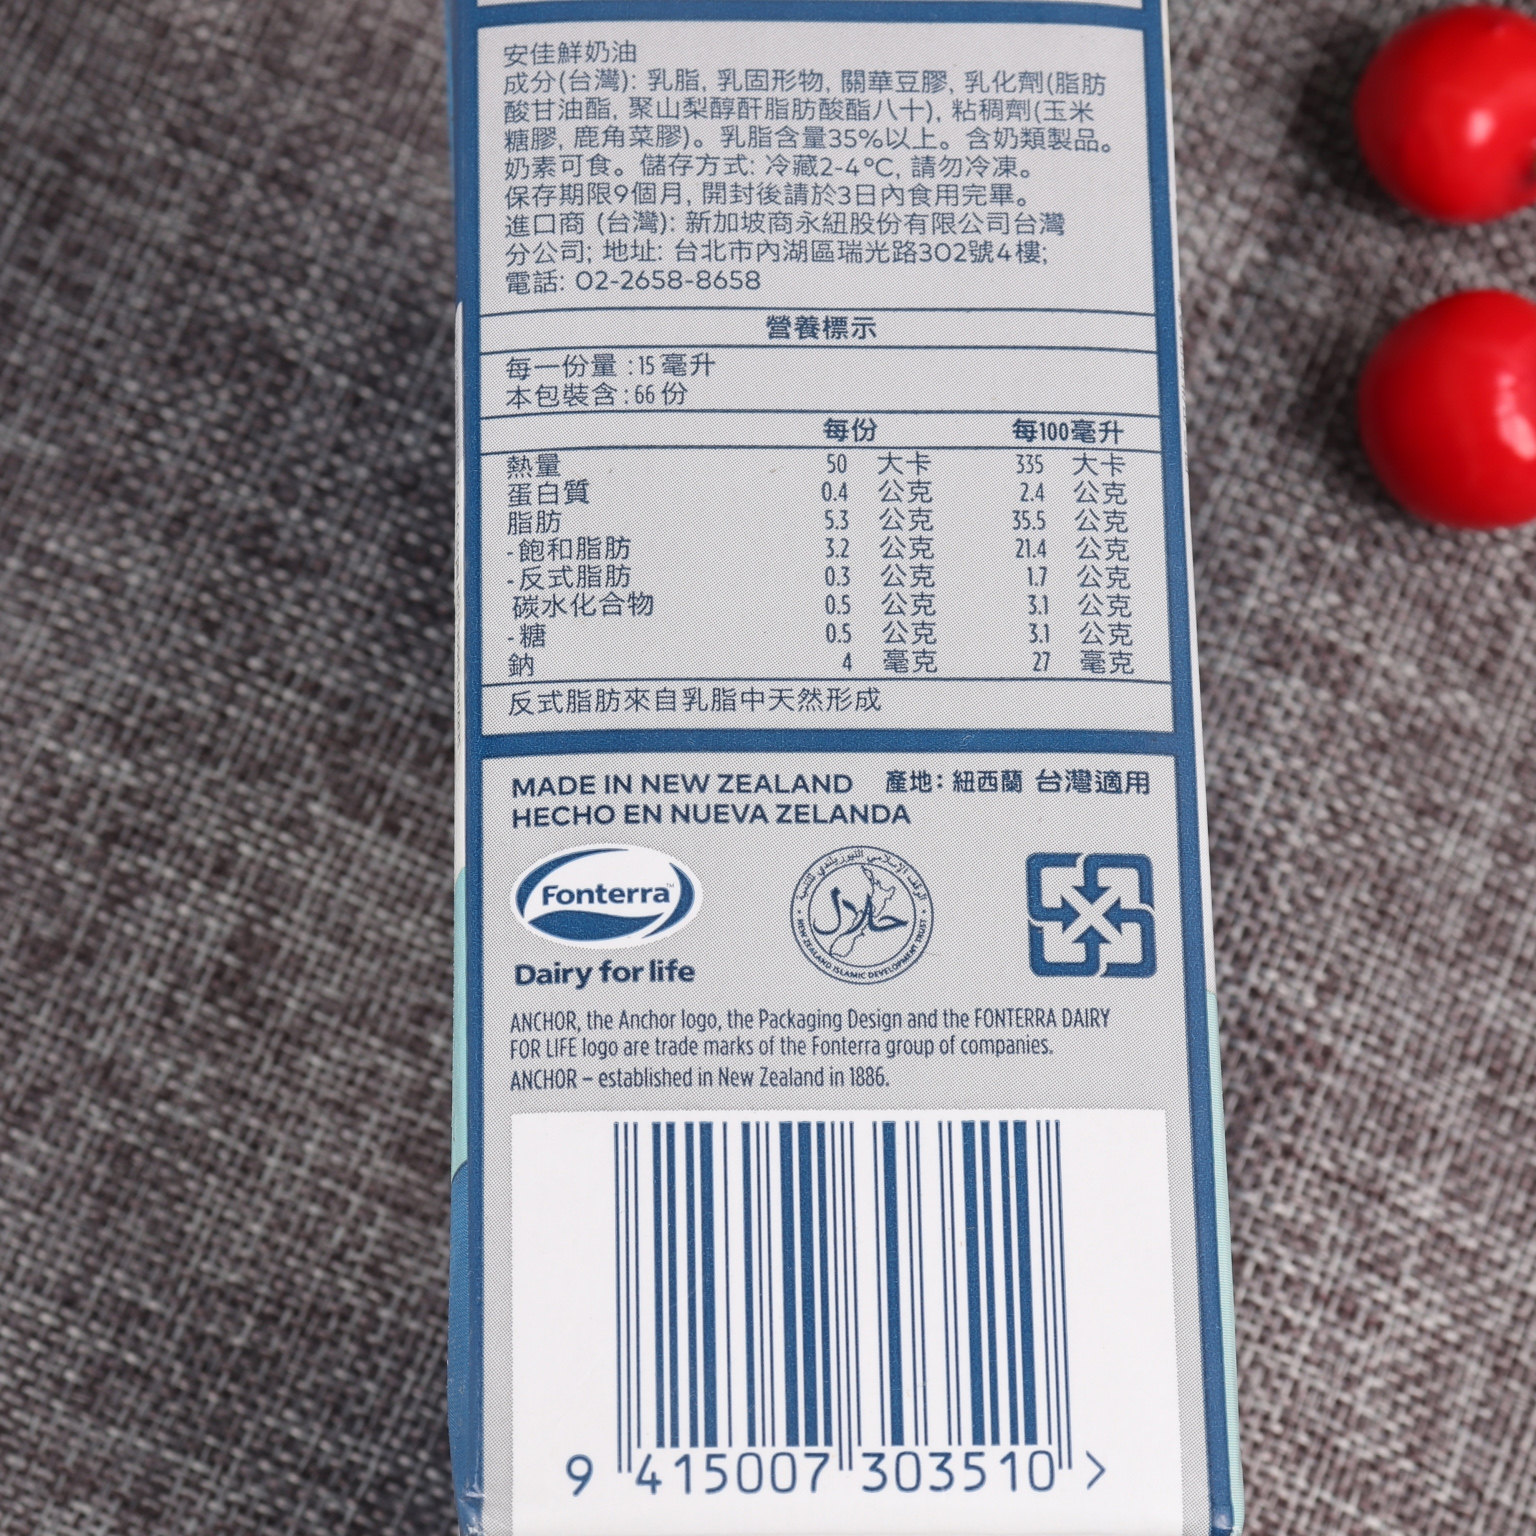 安佳鮮奶油
成分(台灣): 乳脂, 乳固形物, 關華豆膠, 乳化劑(脂肪
酸甘油酯, 聚山梨醇酐脂肪酸酯八十), 粘稠劑(玉米
糖膠, 鹿角菜膠)。乳脂含量35%以上。含奶類製品。
奶素可食。儲存方式: 冷藏2-4°C, 請勿冷凍。
保存期限9個月, 開封後請於3日內食用完畢。
進口商 (台灣): 新加坡商永紐股份有限公司台灣
分公司; 地址: 台北市內湖區瑞光路302號4樓;
電話: 02-2658-8658
營養標示
每一份量 :15 毫升
本包裝含:66 份
每份 每100毫升
熱量 50 大卡 335 大卡
蛋白質 0.4 公克 2.4 公克
脂肪 5.3 公克 35.5 公克
-飽和脂肪 3.2 公克 21.4 公克
-反式脂肪 0.3 公克 1.7 公克
碳水化合物 0.5 公克 3.1 公克
-糖 0.5 公克 3.1 公克
鈉 4 毫克 27 毫克
反式脂肪來自乳脂中天然形成
MADE IN NEW ZEALAND 產地: 紐西蘭 台灣適用
HECHO EN NUEVA ZELANDA
Fonterra™
Dairy for life
حلال
NEW ZEALAND ISLAMIC DEVELOPMENT TRUST
ANCHOR, the Anchor logo, the Packaging Design and the FONTERRA DAIRY
FOR LIFE logo are trade marks of the Fonterra group of companies.
ANCHOR – established in New Zealand in 1886.
9 415007 303510 >